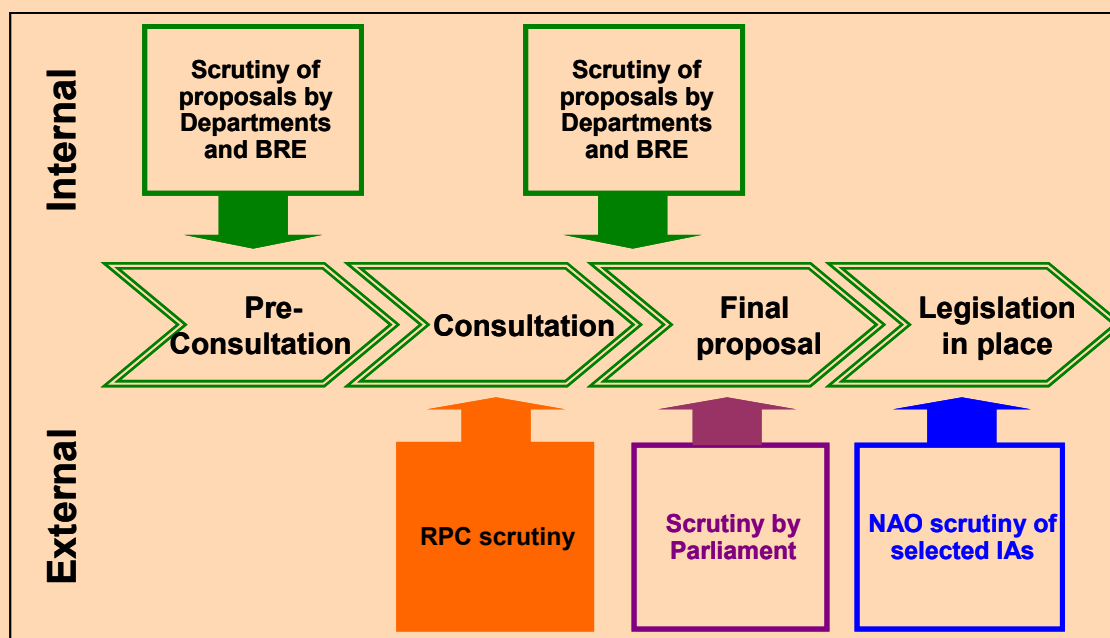 Internal
Scrutiny of
proposals by
Departments
and BRE
Scrutiny of
proposals by
Departments
and BRE
Pre-
Consultation
Consultation
Final
proposal
Legislation
in place
External
RPC scrutiny
Scrutiny by
Parliament
NAO scrutiny of
selected IAs